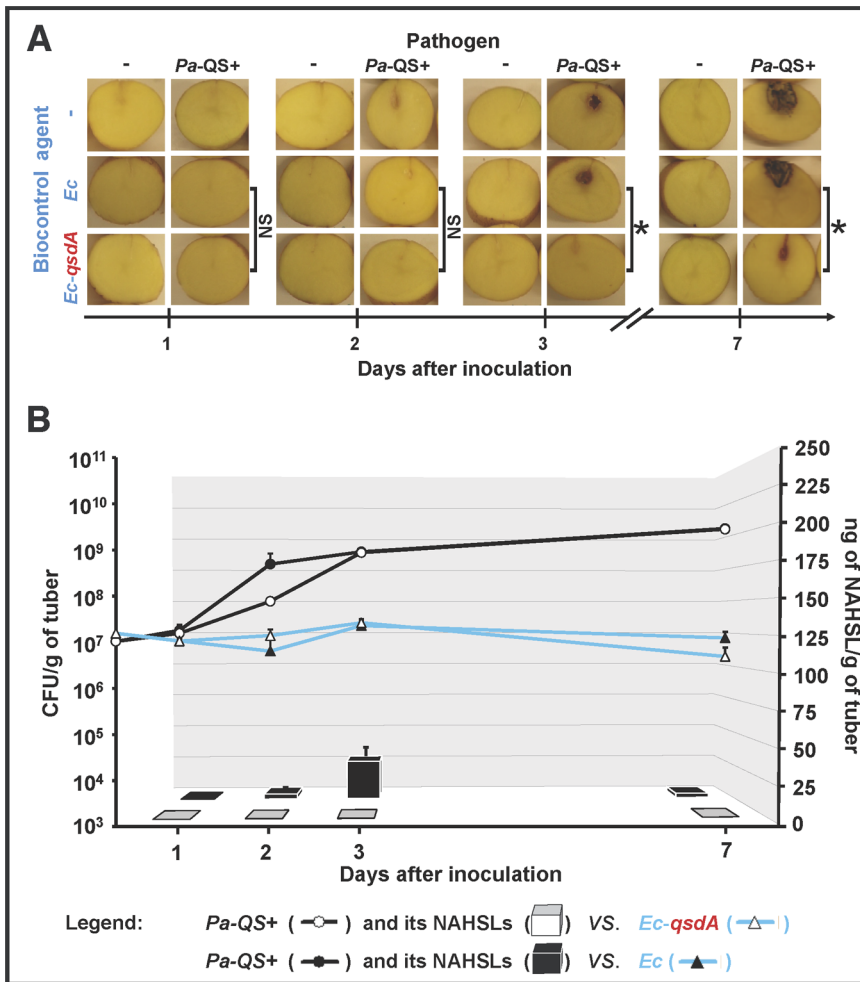 A
Pathogen
- Pa-QS+ - Pa-QS+ - Pa-QS+ - Pa-QS+
Biocontrol agent
-
Ec
Ec-qsdA
NS NS * *
1 2 3 7
Days after inoculation
B
CFU/g of tuber
10¹¹
10¹⁰
10⁹
10⁸
10⁷
10⁶
10⁵
10⁴
10³
250
225
200
175
150
125
100
75
50
25
0
ng of NAHSL/g of tuber
1 2 3 7
Days after inoculation
Legend: Pa-QS+ ( ) and its NAHSLs ( ) VS. Ec-qsdA ( )
Pa-QS+ ( ) and its NAHSLs ( ) VS. Ec ( )